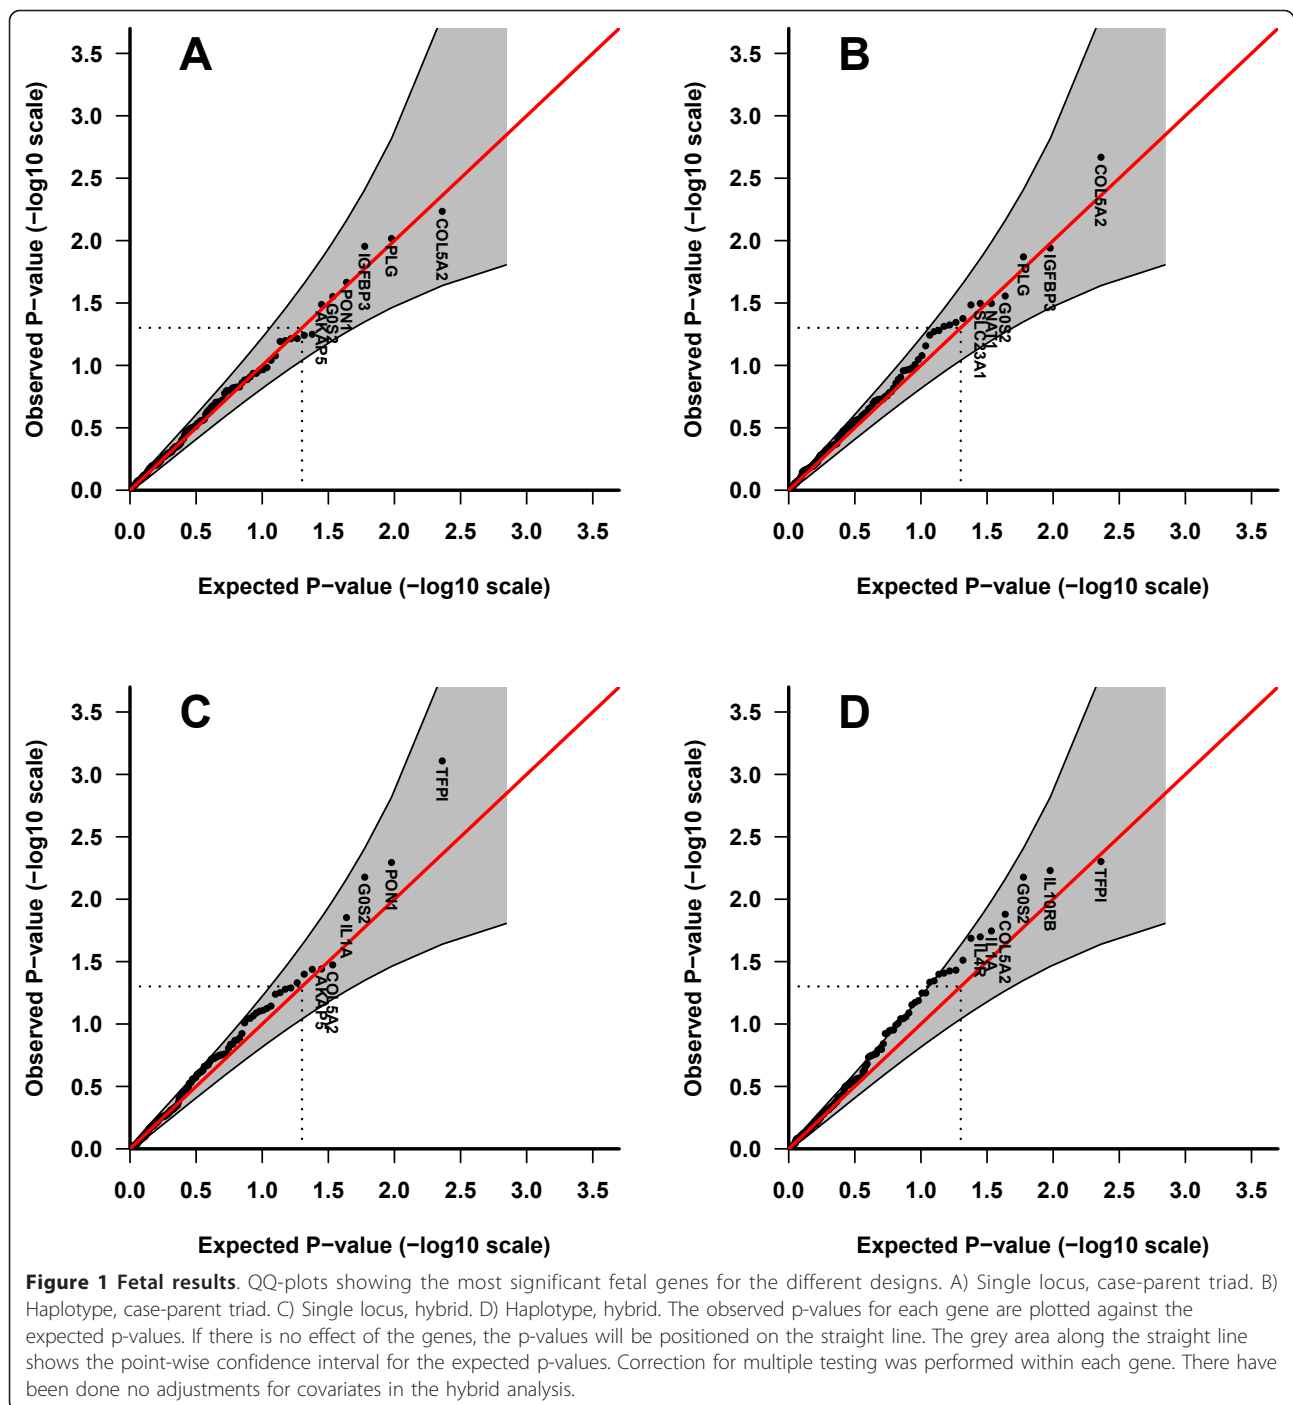 A
Observed P−value (−log10 scale)
3.5
3.0
2.5
2.0
1.5
1.0
0.5
0.0
COL5A2
PLG
IGFBP3
PON1
G0S2
AKAP5
0.0 0.5 1.0 1.5 2.0 2.5 3.0 3.5
Expected P−value (−log10 scale)
B
Observed P−value (−log10 scale)
3.5
3.0
2.5
2.0
1.5
1.0
0.5
0.0
COL5A2
IGFBP3
PLG
G0S2
NAT1
SLC23A1
0.0 0.5 1.0 1.5 2.0 2.5 3.0 3.5
Expected P−value (−log10 scale)
C
Observed P−value (−log10 scale)
3.5
3.0
2.5
2.0
1.5
1.0
0.5
0.0
TFPI
PON1
G0S2
IL1A
COL5A2
AKAP5
0.0 0.5 1.0 1.5 2.0 2.5 3.0 3.5
Expected P−value (−log10 scale)
D
Observed P−value (−log10 scale)
3.5
3.0
2.5
2.0
1.5
1.0
0.5
0.0
TFPI
IL10RB
G0S2
COL5A2
IL1A
IL4R
0.0 0.5 1.0 1.5 2.0 2.5 3.0 3.5
Expected P−value (−log10 scale)
Figure 1 Fetal results. QQ-plots showing the most significant fetal genes for the different designs. A) Single locus, case-parent triad. B)
Haplotype, case-parent triad. C) Single locus, hybrid. D) Haplotype, hybrid. The observed p-values for each gene are plotted against the
expected p-values. If there is no effect of the genes, the p-values will be positioned on the straight line. The grey area along the straight line
shows the point-wise confidence interval for the expected p-values. Correction for multiple testing was performed within each gene. There have
been done no adjustments for covariates in the hybrid analysis.